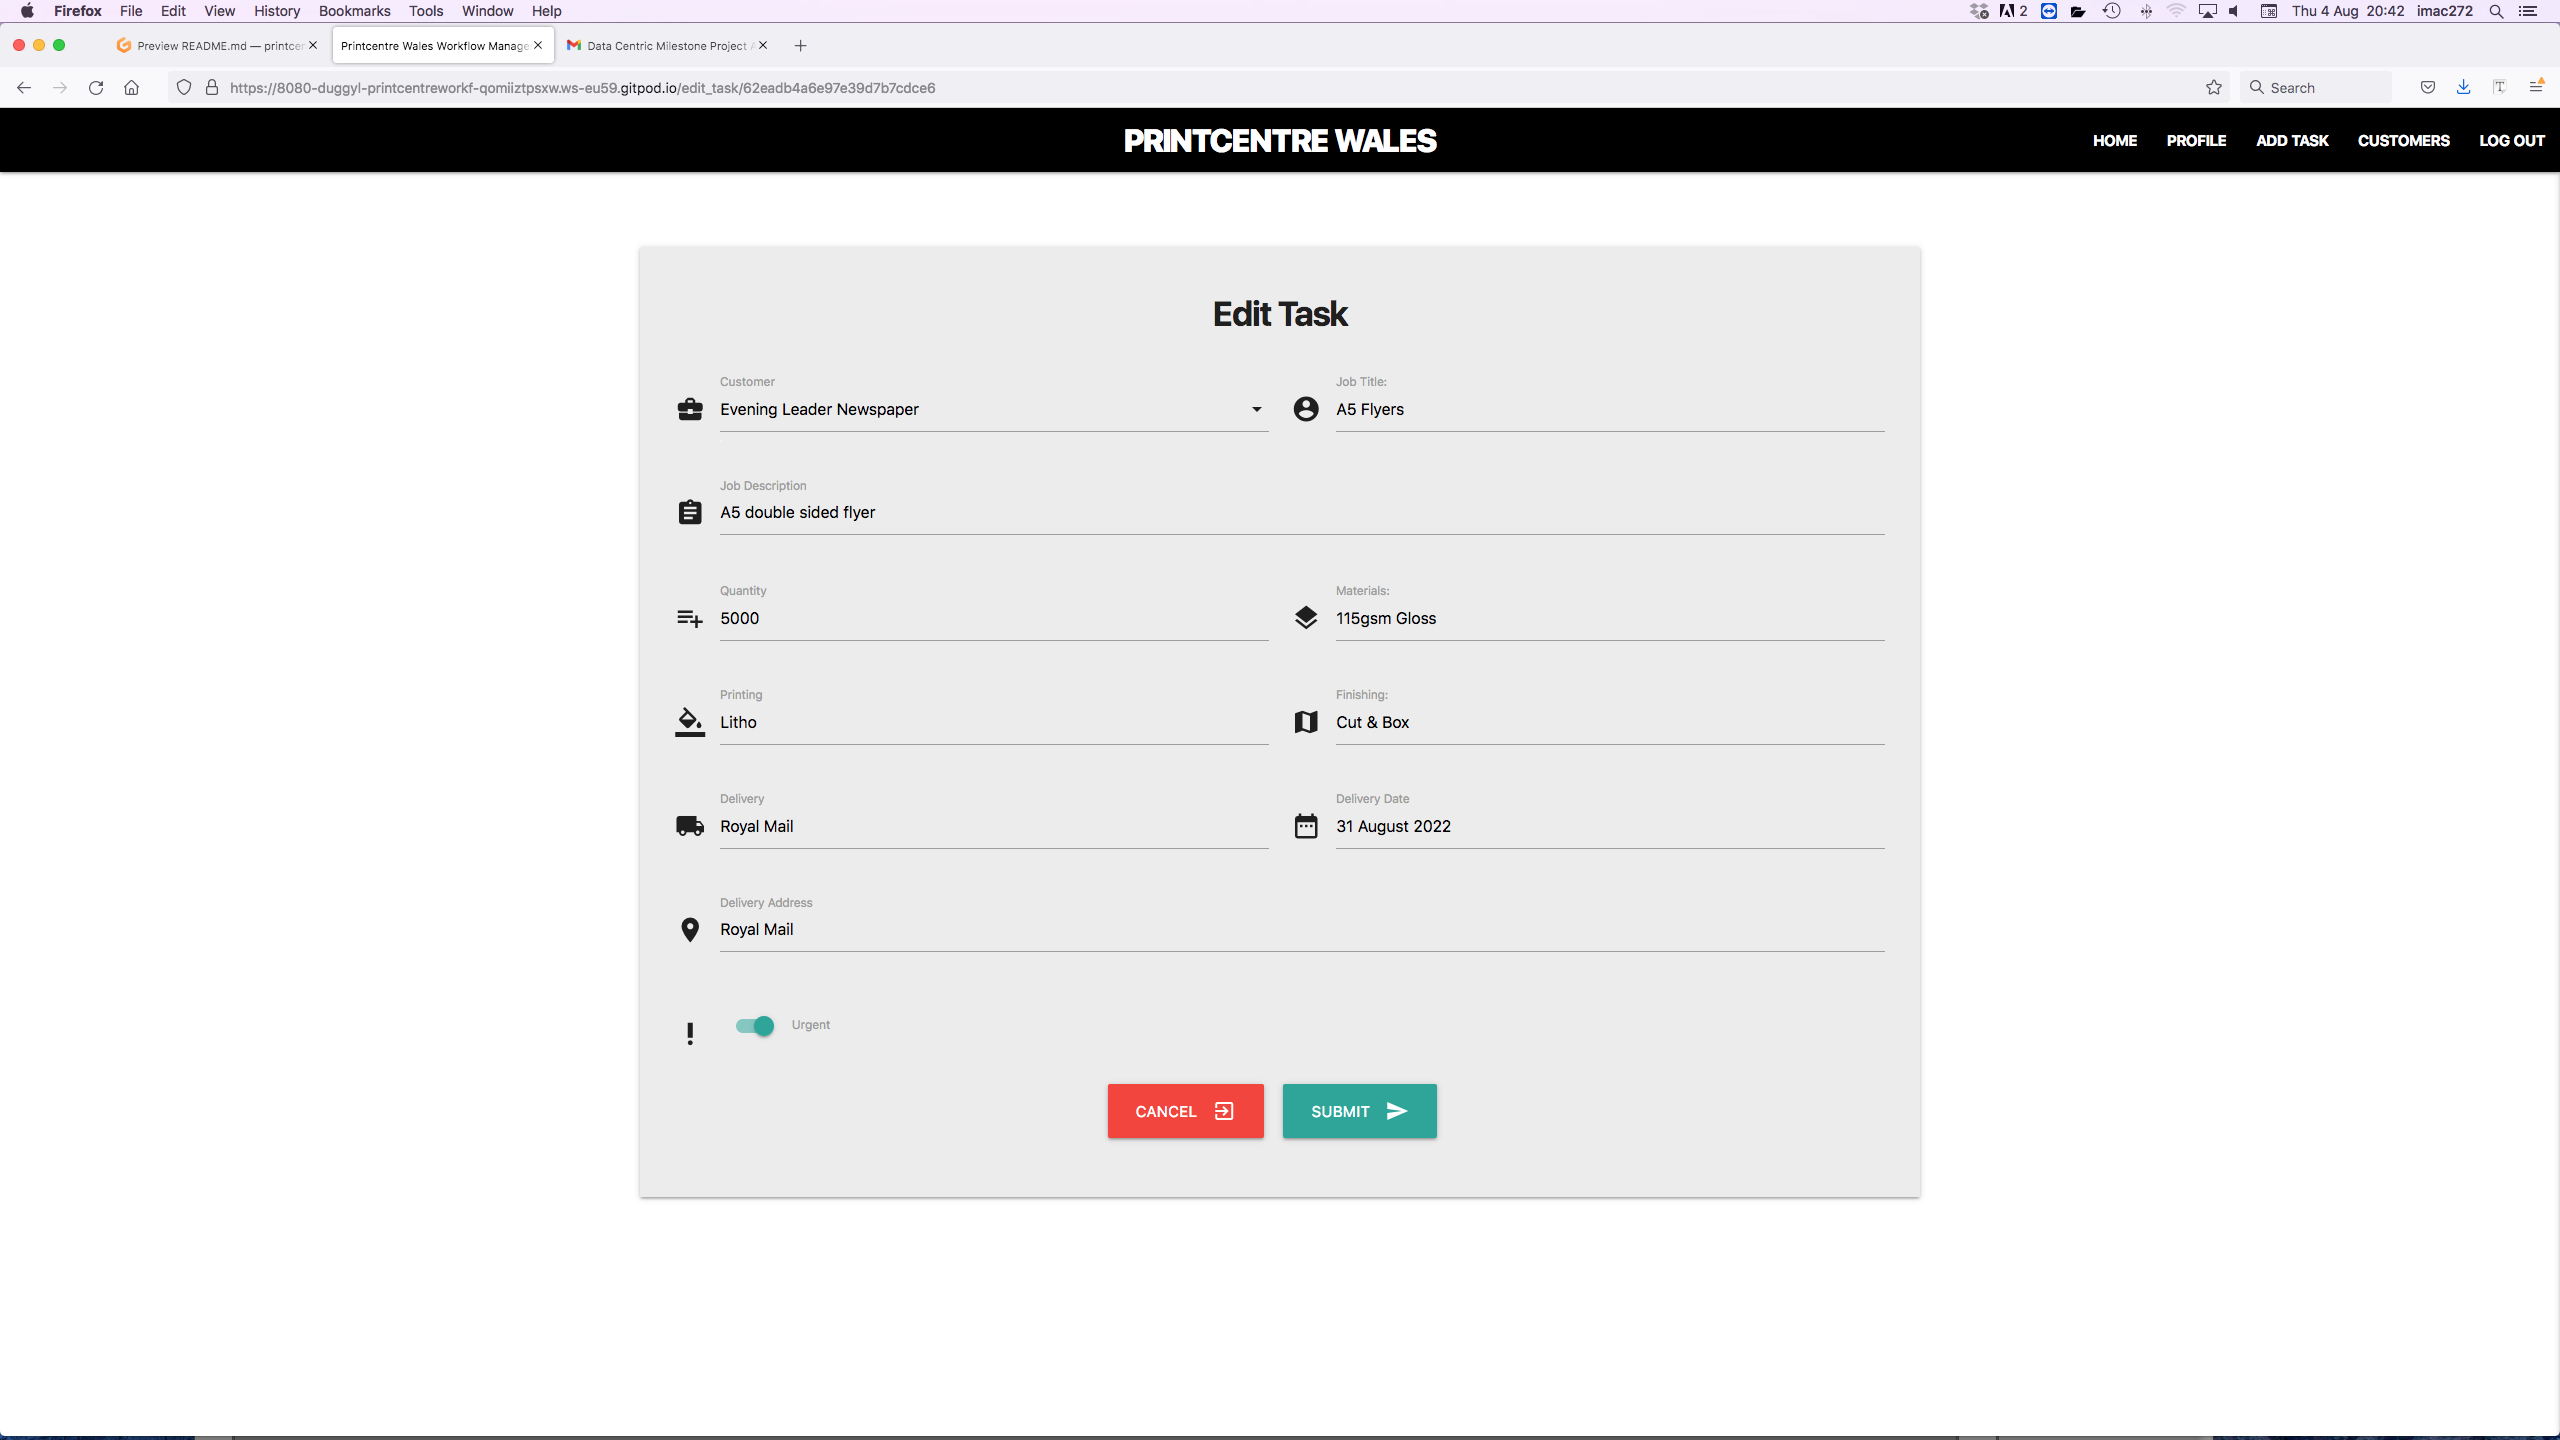 Firefox File Edit View History Bookmarks Tools Window Help 2 Thu 4 Aug 20:42 imac272
Preview README.md — printcen Printcentre Wales Workflow Manage Data Centric Milestone Project A
https://8080-duggyl-printcentreworkf-qomiiztpsxw.ws-eu59.gitpod.io/edit_task/62eadb4a6e97e39d7b7cdce6 Search
PRINTCENTRE WALES HOME PROFILE ADD TASK CUSTOMERS LOG OUT
Edit Task
Customer Job Title:
Evening Leader Newspaper A5 Flyers
Job Description
A5 double sided flyer
Quantity Materials:
5000 115gsm Gloss
Printing Finishing:
Litho Cut & Box
Delivery Delivery Date
Royal Mail 31 August 2022
Delivery Address
Royal Mail
Urgent
CANCEL SUBMIT